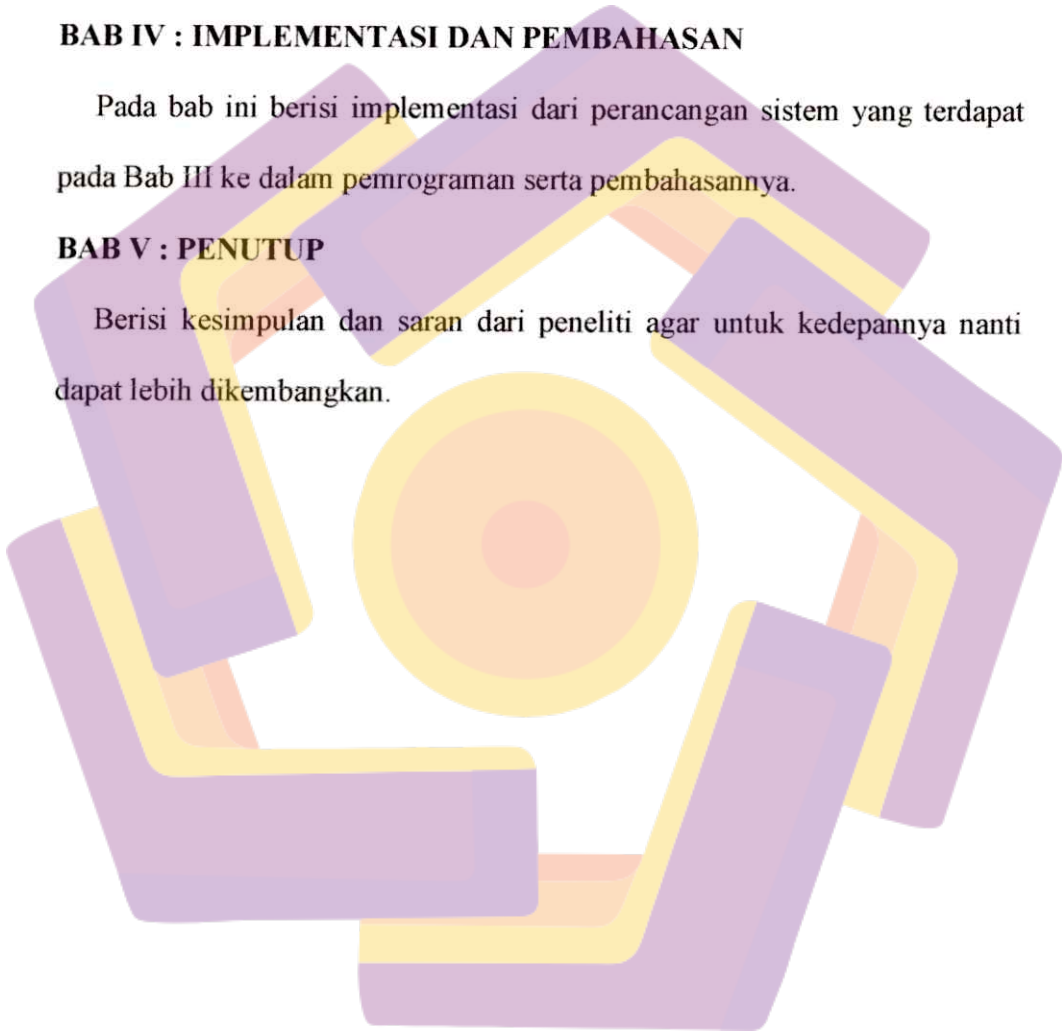 BAB IV : IMPLEMENTASI DAN PEMBAHASAN
Pada bab ini berisi implementasi dari perancangan sistem yang terdapat
pada Bab III ke dalam pemrograman serta pembahasannya.
BAB V : PENUTUP
Berisi kesimpulan dan saran dari peneliti agar untuk kedepannya nanti
dapat lebih dikembangkan.